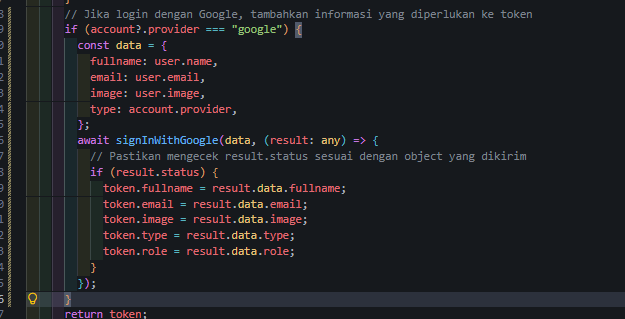 // Jika login dengan Google, tambahkan informasi yang diperlukan ke token
if (account?.provider === "google") {
const data = {
fullname: user.name,
email: user.email,
image: user.image,
type: account.provider,
};
await signInWithGoogle(data, (result: any) => {
// Pastikan mengecek result.status sesuai dengan object yang dikirim
if (result.status) {
token.fullname = result.data.fullname;
token.email = result.data.email;
token.image = result.data.image;
token.type = result.data.type;
token.role = result.data.role;
}
});
}
return token;